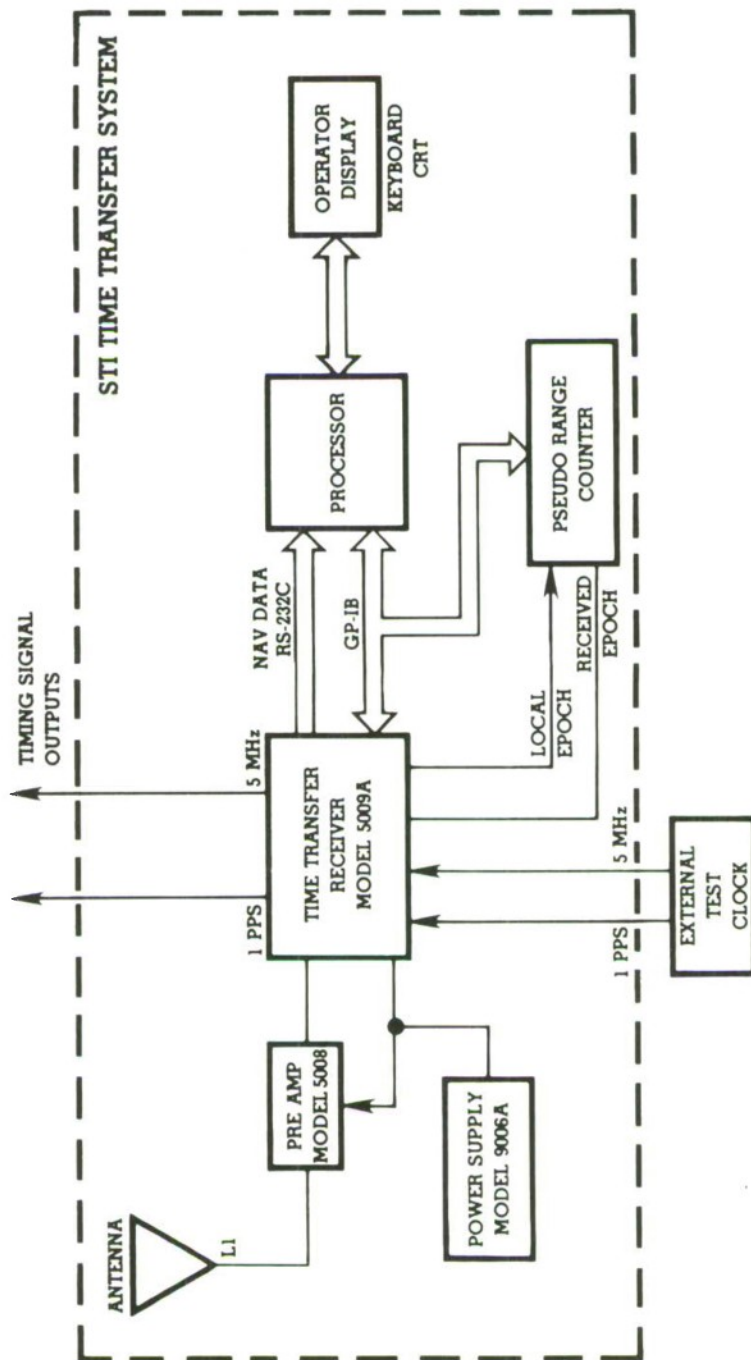 STI TIME TRANSFER SYSTEM
TIMING SIGNAL
OUTPUTS
ANTENNA
L1
PRE AMP
MODEL 5008
POWER SUPPLY
MODEL 9006A
1 PPS
5 MHz
TIME TRANSFER
RECEIVER
MODEL 5009A
NAV DATA
RS-232C
GP-IB
PROCESSOR
OPERATOR
DISPLAY
KEYBOARD
CRT
LOCAL
EPOCH
RECEIVED
EPOCH
PSEUDO RANGE
COUNTER
1 PPS
5 MHz
EXTERNAL
TEST
CLOCK